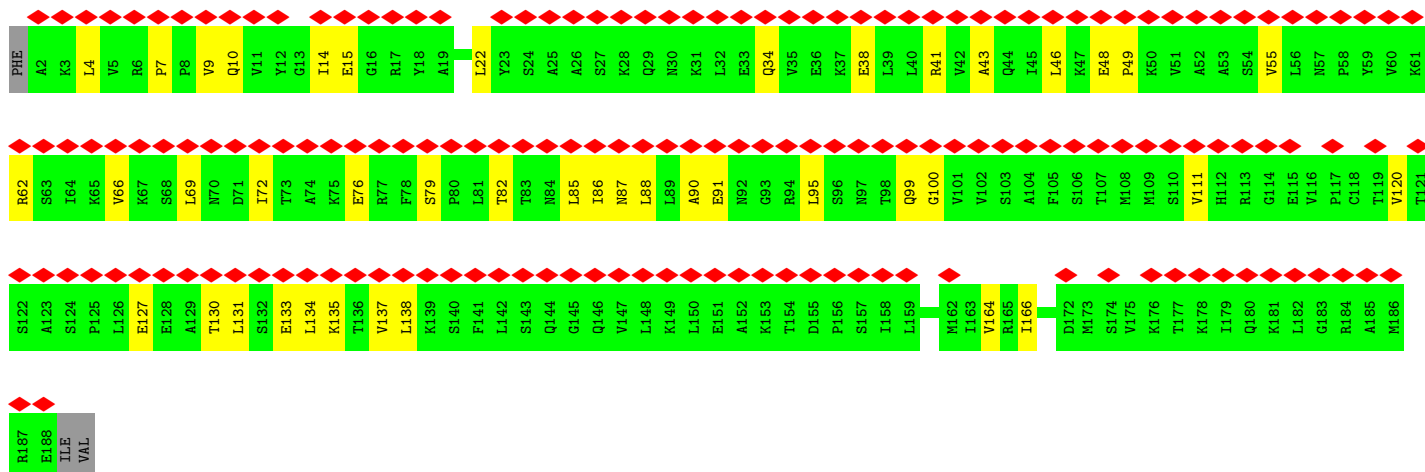 PHE A2 K3 L4 V5 R6 P7 P8 V9 Q10 V11 Y12 G13 I14 E15 G16 R17 Y18 A19 L22 Y23 S24 A25 A26 S27 K28 Q29 N30 K31 L32 E33 Q34 V35 E36 K37 E38 L39 L40 R41 V42 A43 Q44 I45 L46 K47 E48 P49 K50 V51 A52 A53 S54 V55 L56 N57 P58 Y59 V60 K61
R62 S63 I64 K65 V66 K67 S68 L69 N70 D71 I72 T73 A74 K75 E76 R77 F78 S79 P80 L81 T82 T83 N84 L85 I86 N87 L88 L89 A90 E91 N92 G93 R94 L95 S96 N97 T98 Q99 G100 V101 V102 S103 A104 F105 S106 T107 M108 M109 S110 V111 H112 R113 G114 E115 V116 P117 C118 T119 V120 T121
S122 A123 S124 P125 L126 E127 E128 A129 T130 L131 S132 E133 L134 K135 T136 V137 L138 K139 S140 F141 L142 S143 Q144 G145 Q146 V147 L148 K149 L150 E151 A152 K153 T154 D155 P156 S157 I158 L159 M162 I163 V164 R165 I166 D172 M173 S174 V175 K176 T177 K178 I179 Q180 K181 L182 G183 R184 A185 M186
R187 E188 ILE VAL